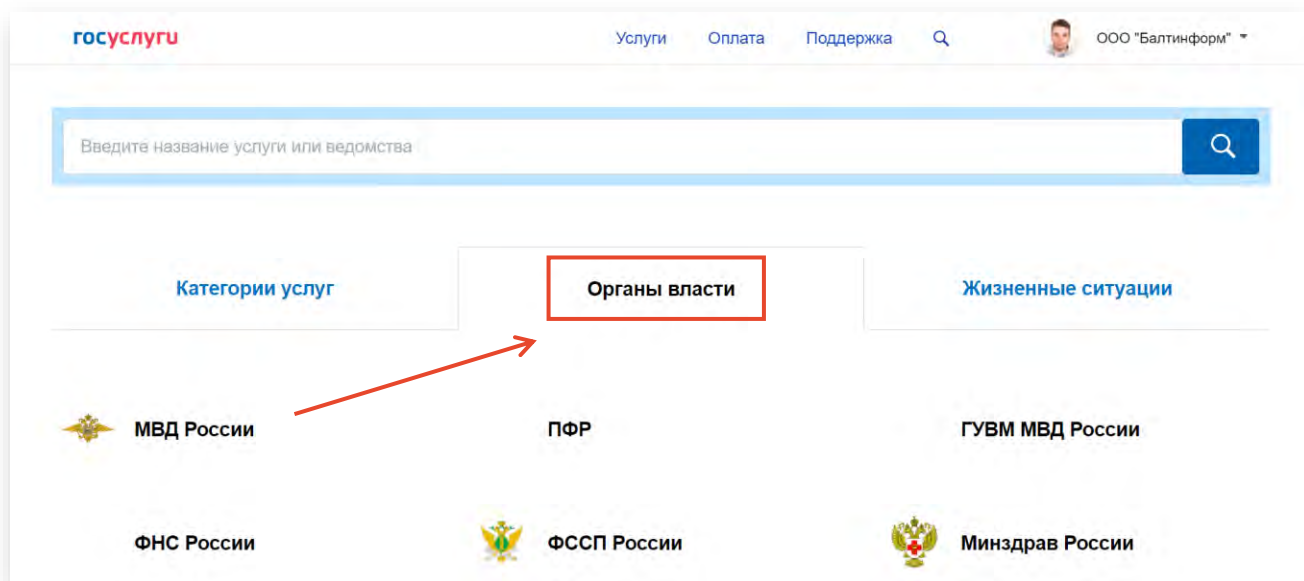 госуслуги Услуги Оплата Поддержка ООО "Балтинформ"
Введите название услуги или ведомства
Категории услуг Органы власти Жизненные ситуации
МВД России ПФР ГУВМ МВД России
ФНС России ФССП России Минздрав России